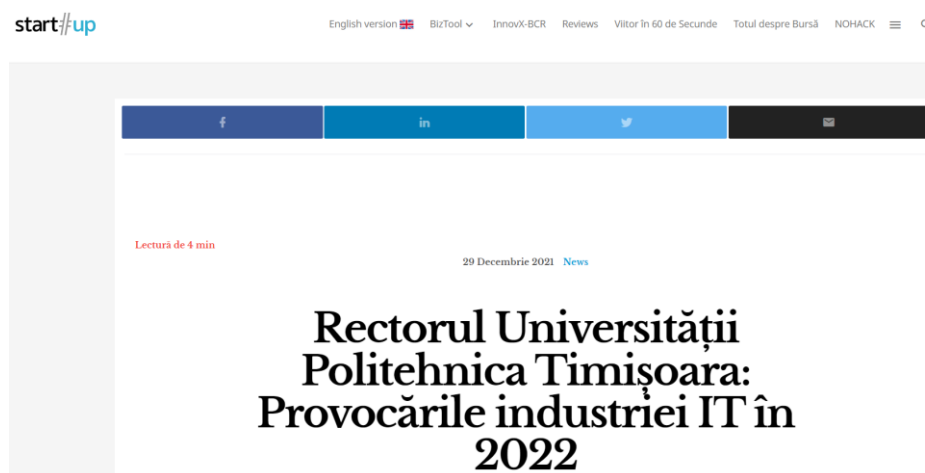 start#up
English version BizTool InnovX-BCR Reviews Viitor în 60 de Secunde Totul despre Bursă NOHACK
f in
Lectură de 4 min
29 Decembrie 2021 News
Rectorul Universității
Politehnica Timișoara:
Provocările industriei IT în
2022